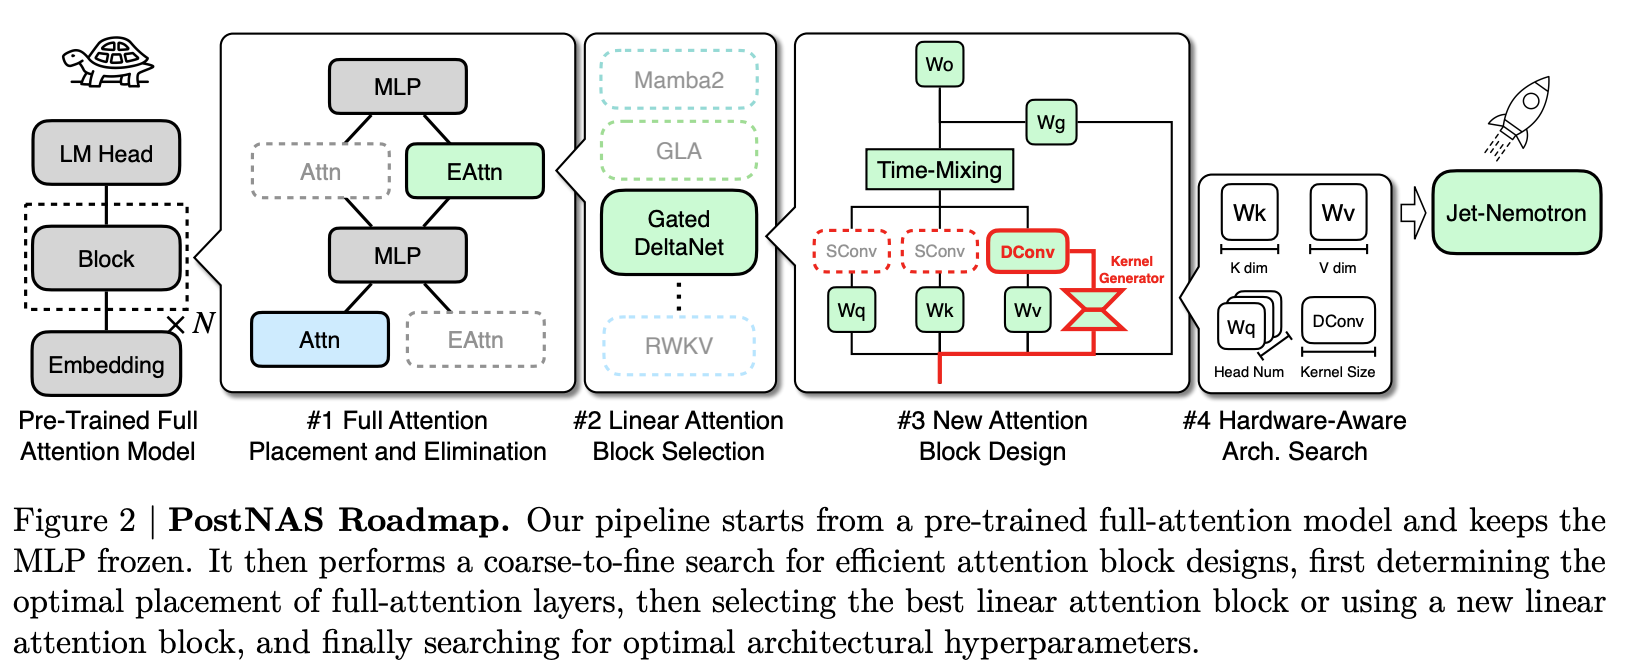 LM Head
Block
× N
Embedding
Pre-Trained Full
Attention Model
MLP
Attn
EAttn
MLP
Attn
EAttn
#1 Full Attention
Placement and Elimination
Mamba2
GLA
Gated
DeltaNet
RWKV
#2 Linear Attention
Block Selection
Wo
Wg
Time-Mixing
SConv
SConv
DConv
Kernel
Generator
Wq
Wk
Wv
#3 New Attention
Block Design
Wk
Wv
K dim
V dim
Wq
DConv
Head Num
Kernel Size
#4 Hardware-Aware
Arch. Search
Jet-Nemotron
Figure 2 | PostNAS Roadmap. Our pipeline starts from a pre-trained full-attention model and keeps the
MLP frozen. It then performs a coarse-to-fine search for efficient attention block designs, first determining the
optimal placement of full-attention layers, then selecting the best linear attention block or using a new linear
attention block, and finally searching for optimal architectural hyperparameters.